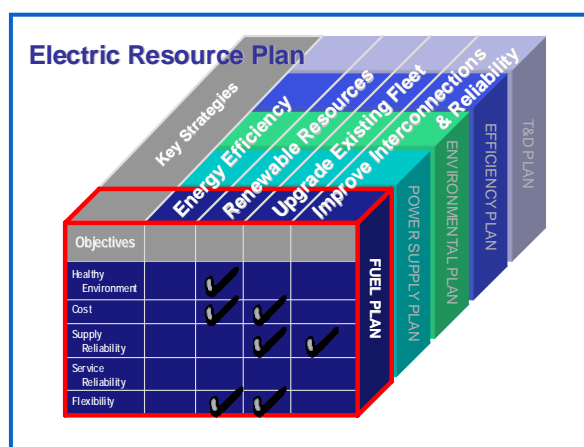 Electric Resource Plan
Key Strategies
Energy Efficiency
Renewable Resources
Upgrade Existing Fleet
Improve Interconnections
& Reliability
Objectives
Healthy
Environment
Cost
Supply
Reliability
Service
Reliability
Flexibility
FUEL PLAN
POWER SUPPLY PLAN
ENVIRONMENTAL PLAN
EFFICIENCY PLAN
T&D PLAN